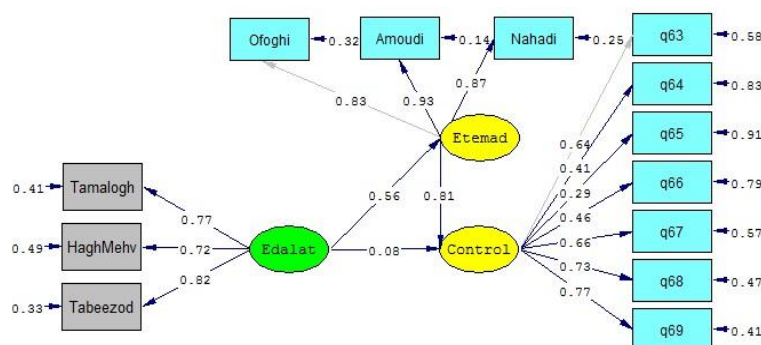 Ofoghi 0.32 Amoudi 0.14 Nahadi 0.25
q63 0.58
q64 0.83
q65 0.91
q66 0.79
q67 0.57
q68 0.47
q69 0.41
0.83
0.93
0.87
Etemad
0.64
0.41
0.29
0.46
0.66
0.73
0.77
0.56
0.81
0.08
Control
Edalat
0.41 Tamalogh
0.49 HaghMehv
0.33 Tabeezod
0.77
0.72
0.82